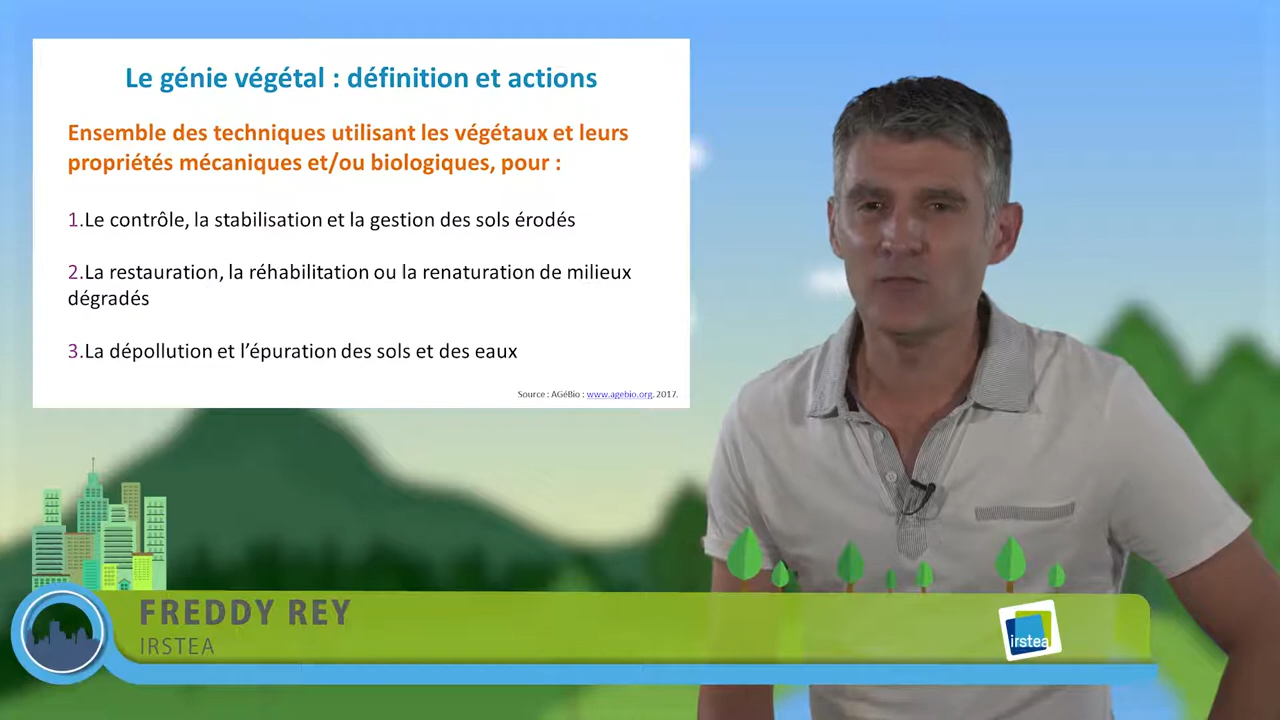 Le génie végétal : définition et actions
Ensemble des techniques utilisant les végétaux et leurs
propriétés mécaniques et/ou biologiques, pour :
1.Le contrôle, la stabilisation et la gestion des sols érodés
2.La restauration, la réhabilitation ou la renaturation de milieux
dégradés
3.La dépollution et l’épuration des sols et des eaux
Source : AGéBio : www.agebio.org. 2017.
FREDDY REY
IRSTEA
irstea